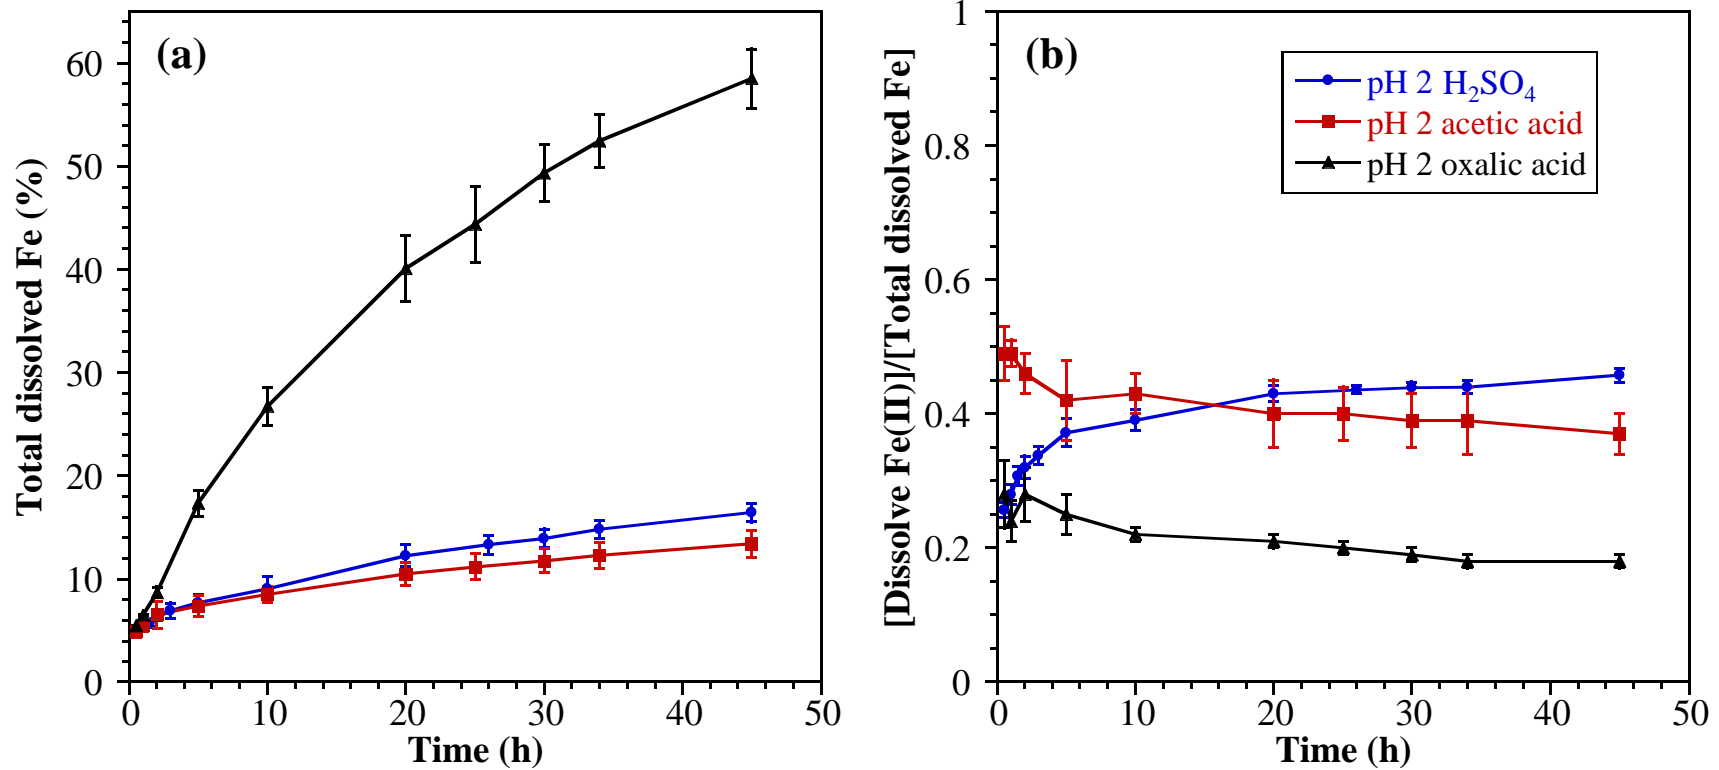 (a)
Total dissolved Fe (%)
60
50
40
30
20
10
0
0 10 20 30 40 50
Time (h)
(b)
[Dissolve Fe(II)]/[Total dissolved Fe]
1
0.8
0.6
0.4
0.2
0
0 10 20 30 40 50
Time (h)
pH 2 H₂SO₄
pH 2 acetic acid
pH 2 oxalic acid